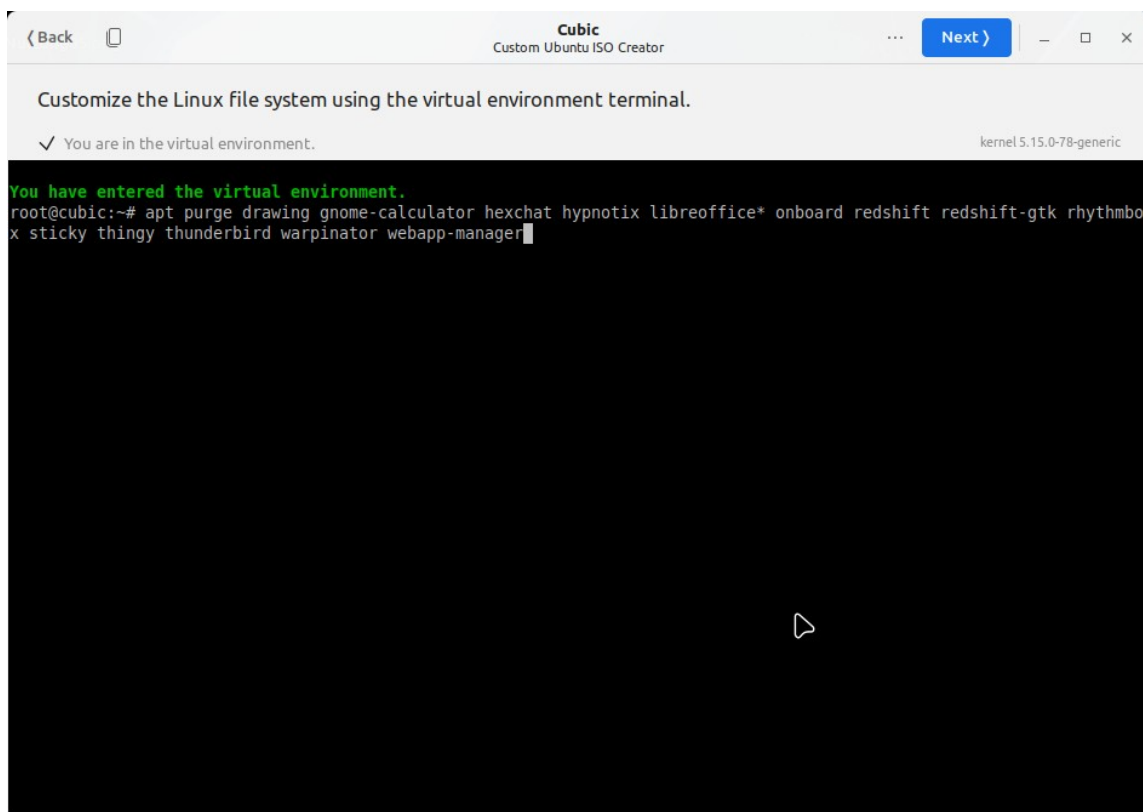 Back
Cubic
Custom Ubuntu ISO Creator
Next
Customize the Linux file system using the virtual environment terminal.
You are in the virtual environment.
kernel 5.15.0-78-generic
You have entered the virtual environment.
root@cubic:~# apt purge drawing gnome-calculator hexchat hypnotix libreoffice* onboard redshift redshift-gtk rhythmbo
x sticky thingy thunderbird warpinator webapp-manager